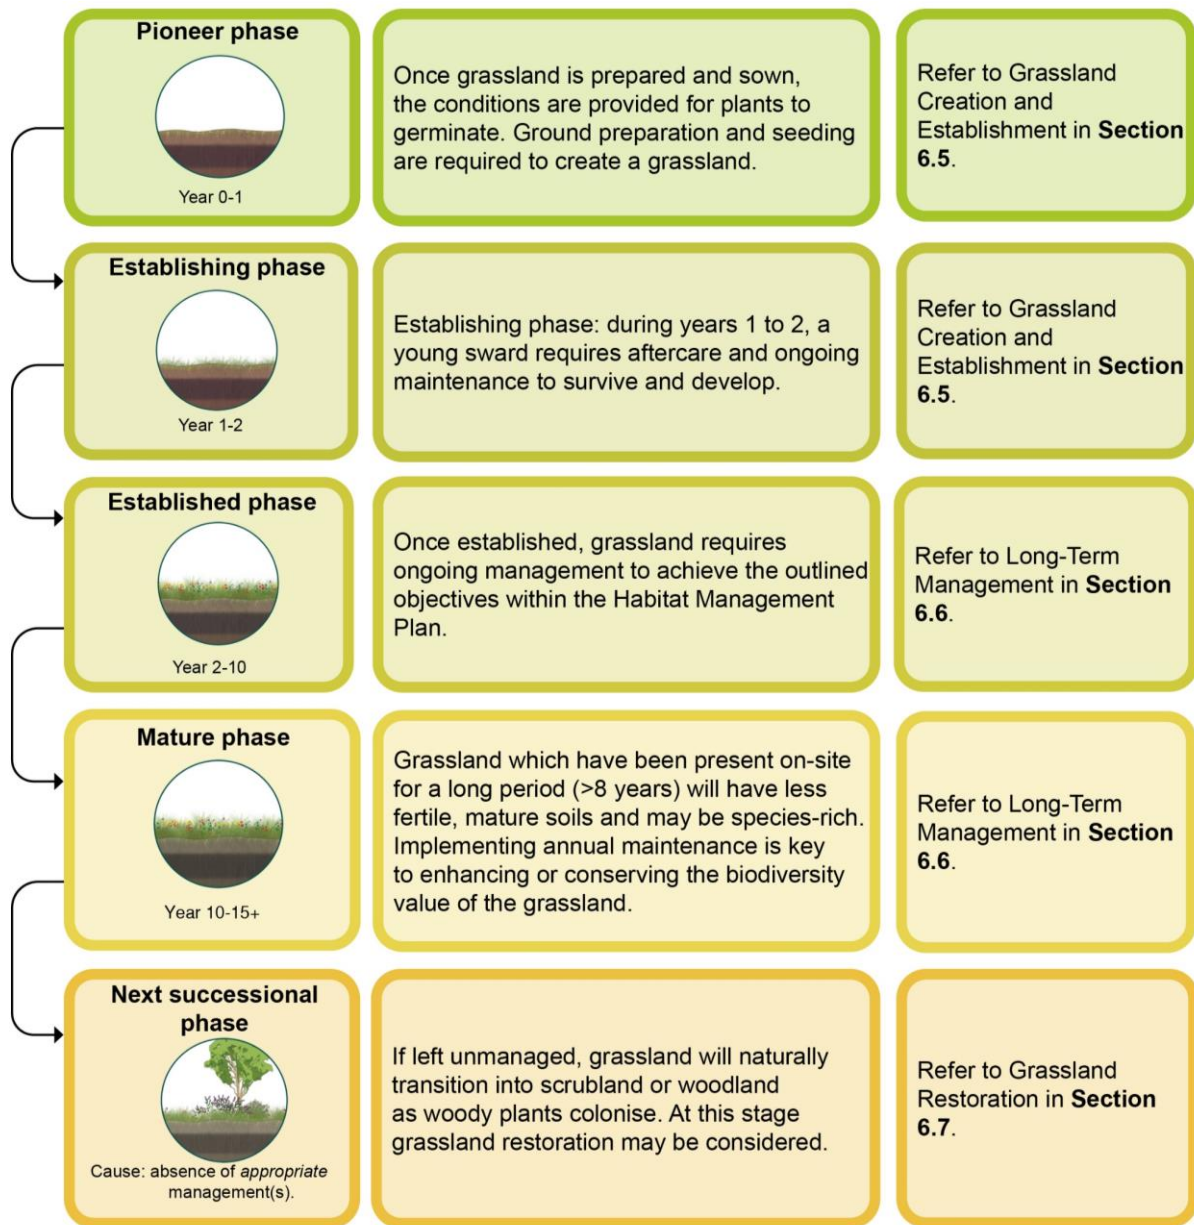 Pioneer phase
Year 0-1
Once grassland is prepared and sown,
the conditions are provided for plants to
germinate. Ground preparation and seeding
are required to create a grassland.
Refer to Grassland
Creation and
Establishment in Section
6.5.
Establishing phase
Year 1-2
Establishing phase: during years 1 to 2, a
young sward requires aftercare and ongoing
maintenance to survive and develop.
Refer to Grassland
Creation and
Establishment in Section
6.5.
Established phase
Year 2-10
Once established, grassland requires
ongoing management to achieve the outlined
objectives within the Habitat Management
Plan.
Refer to Long-Term
Management in Section
6.6.
Mature phase
Year 10-15+
Grassland which have been present on-site
for a long period (>8 years) will have less
fertile, mature soils and may be species-rich.
Implementing annual maintenance is key
to enhancing or conserving the biodiversity
value of the grassland.
Refer to Long-Term
Management in Section
6.6.
Next successional
phase
Cause: absence of appropriate
management(s).
If left unmanaged, grassland will naturally
transition into scrubland or woodland
as woody plants colonise. At this stage
grassland restoration may be considered.
Refer to Grassland
Restoration in Section
6.7.